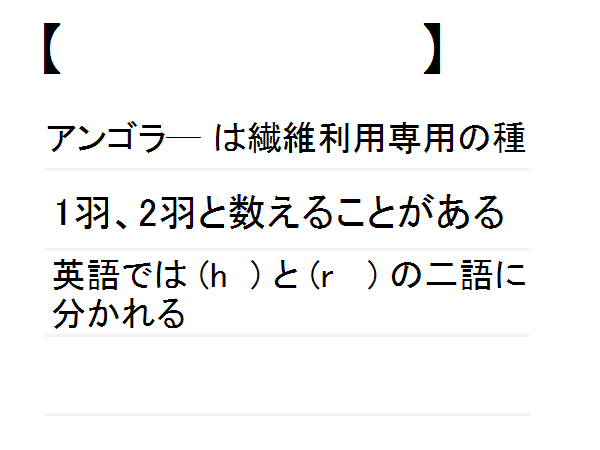 【　　　　　　　　　　】
アンゴラ― は繊維利用専用の種
1羽、2羽と数えることがある
英語では(h　)と(r　)の二語に
分かれる